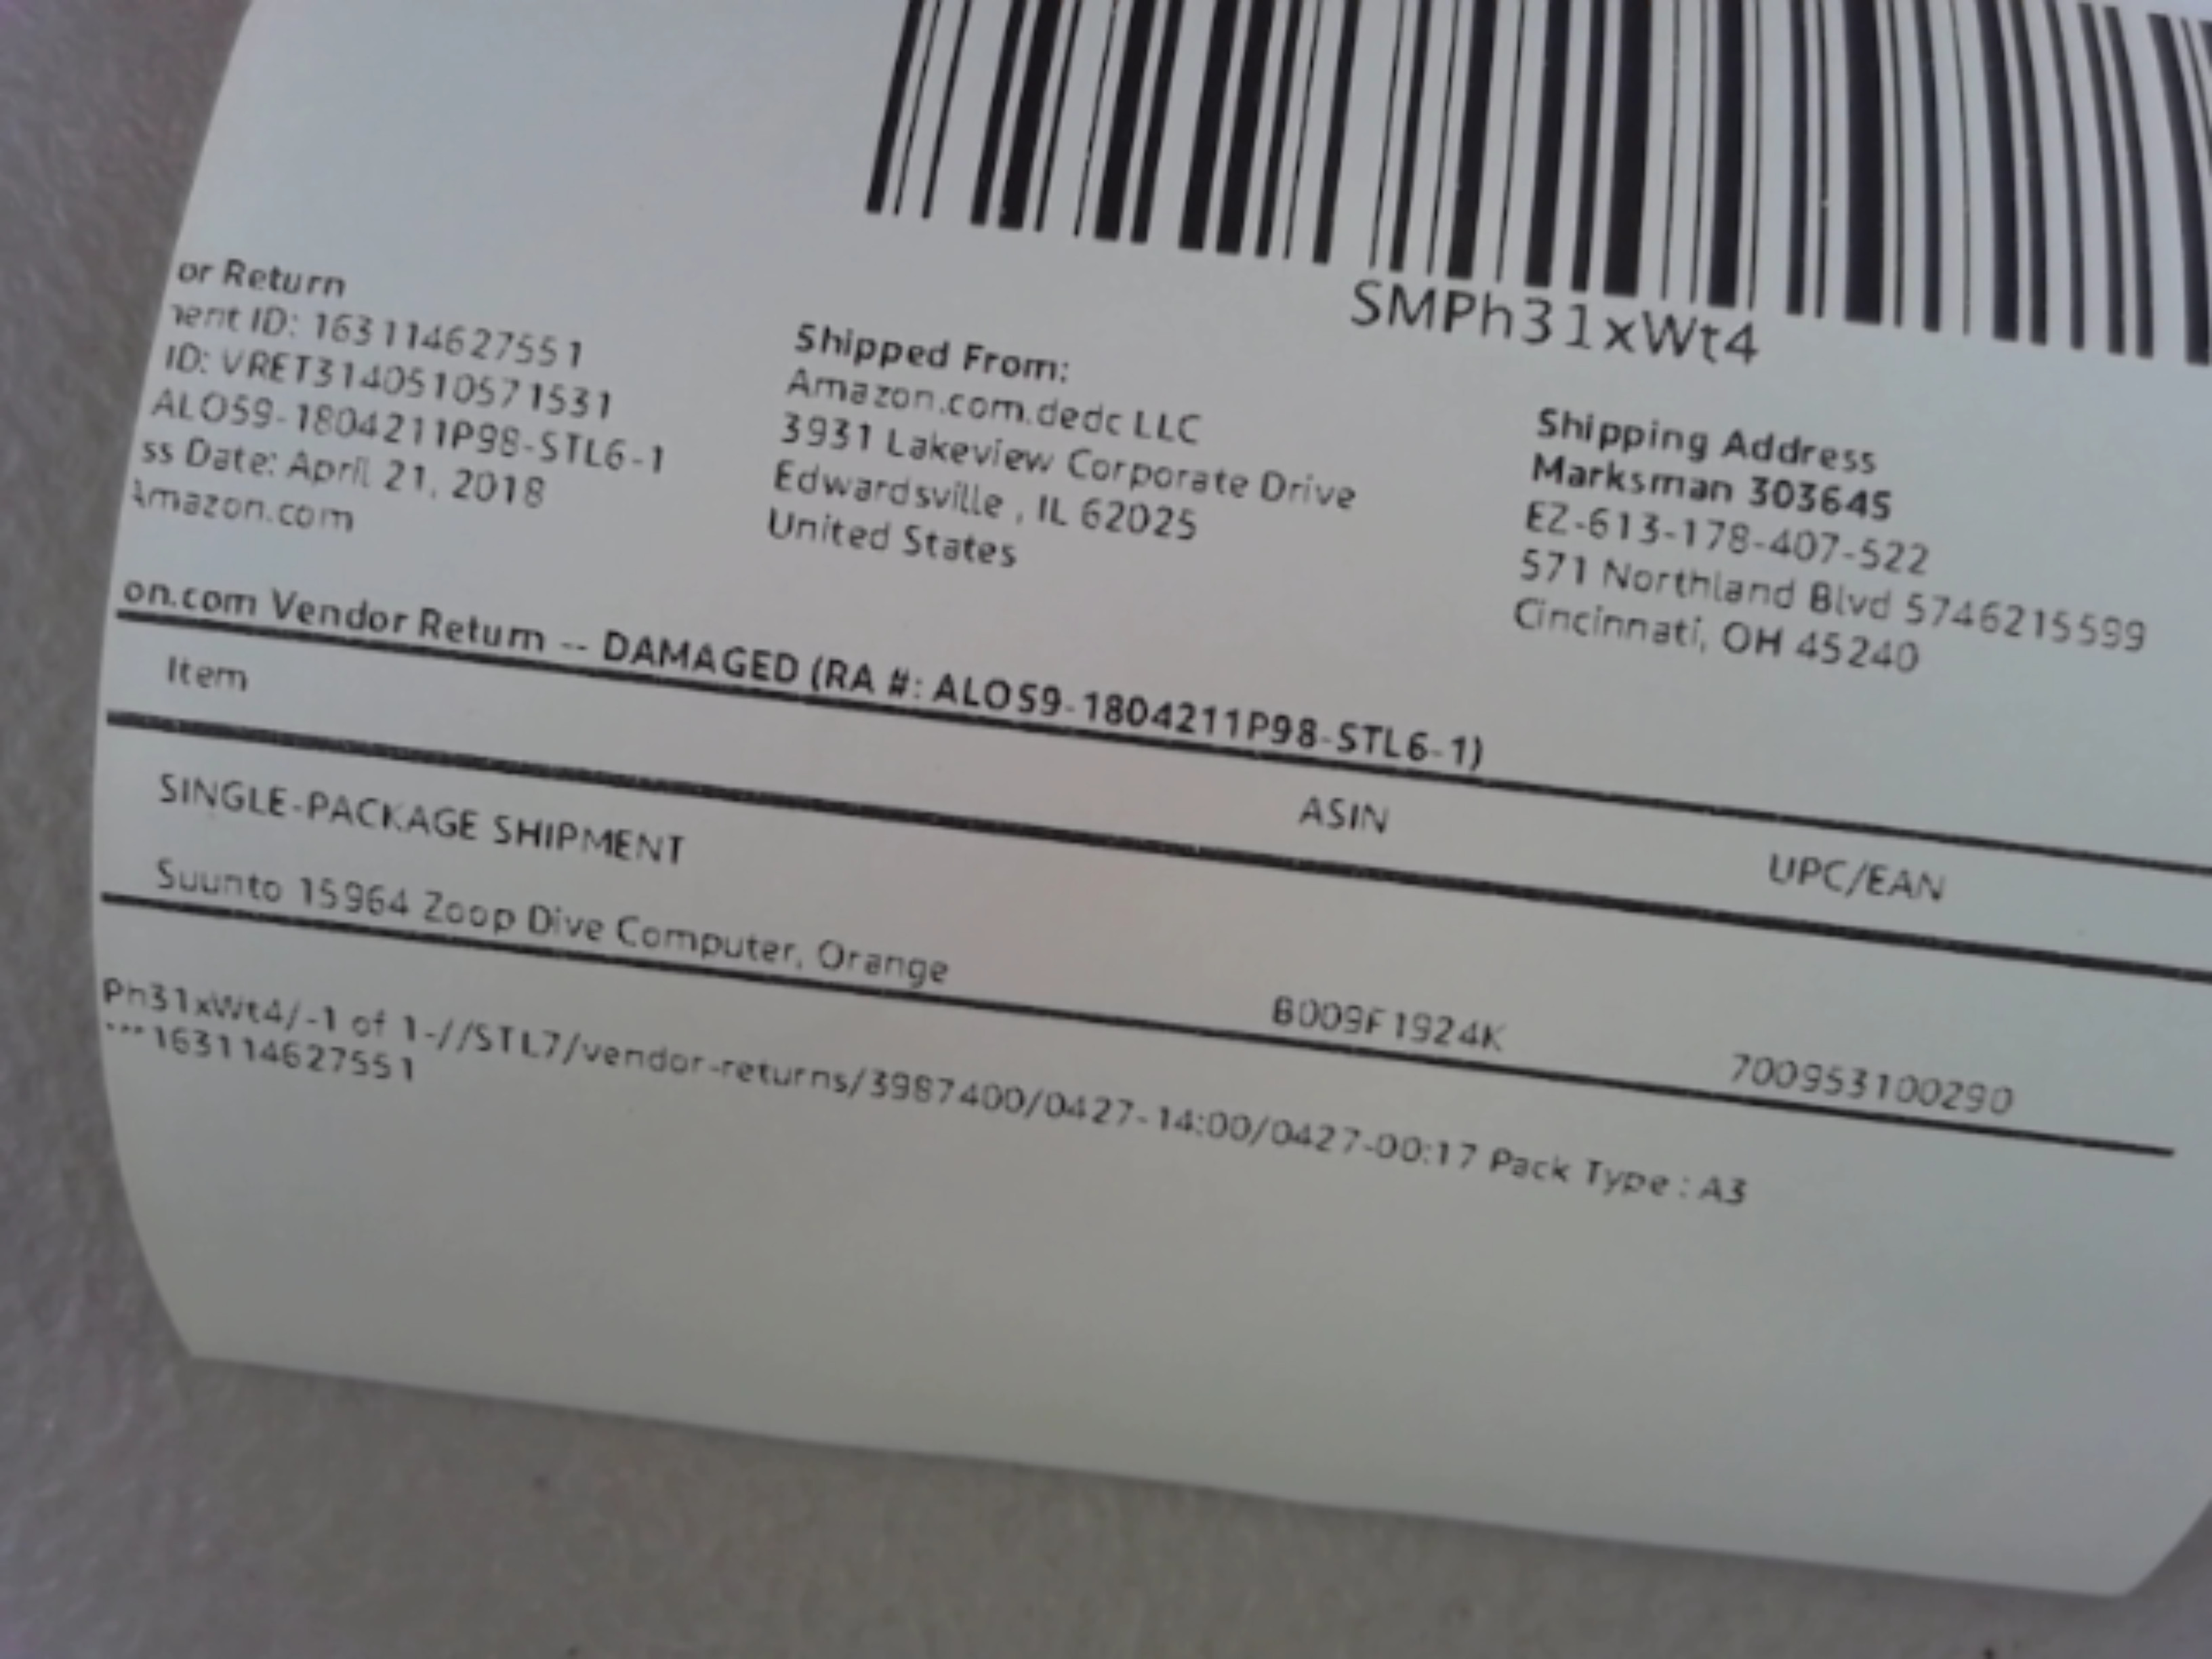 SMPh31xWt4
or Return
ment ID: 163114627551
ID: VRET3140510571531
ALO59-1804211P98-STL6-1
ss Date: April 21, 2018
Amazon.com
Shipped From:
Amazon.com.dedc LLC
3931 Lakeview Corporate Drive
Edwardsville , IL 62025
United States
Shipping Address
Marksman 303645
EZ-613-178-407-522
571 Northland Blvd 5746215599
Cincinnati, OH 45240
on.com Vendor Return -- DAMAGED (RA #: ALO59-1804211P98-STL6-1)
Item ASIN UPC/EAN
SINGLE-PACKAGE SHIPMENT
Suunto 15964 Zoop Dive Computer, Orange B009F1924K 700953100290
Ph31xWt4/-1 of 1-//STL7/vendor-returns/3987400/0427-14:00/0427-00:17 Pack Type : A3
***163114627551